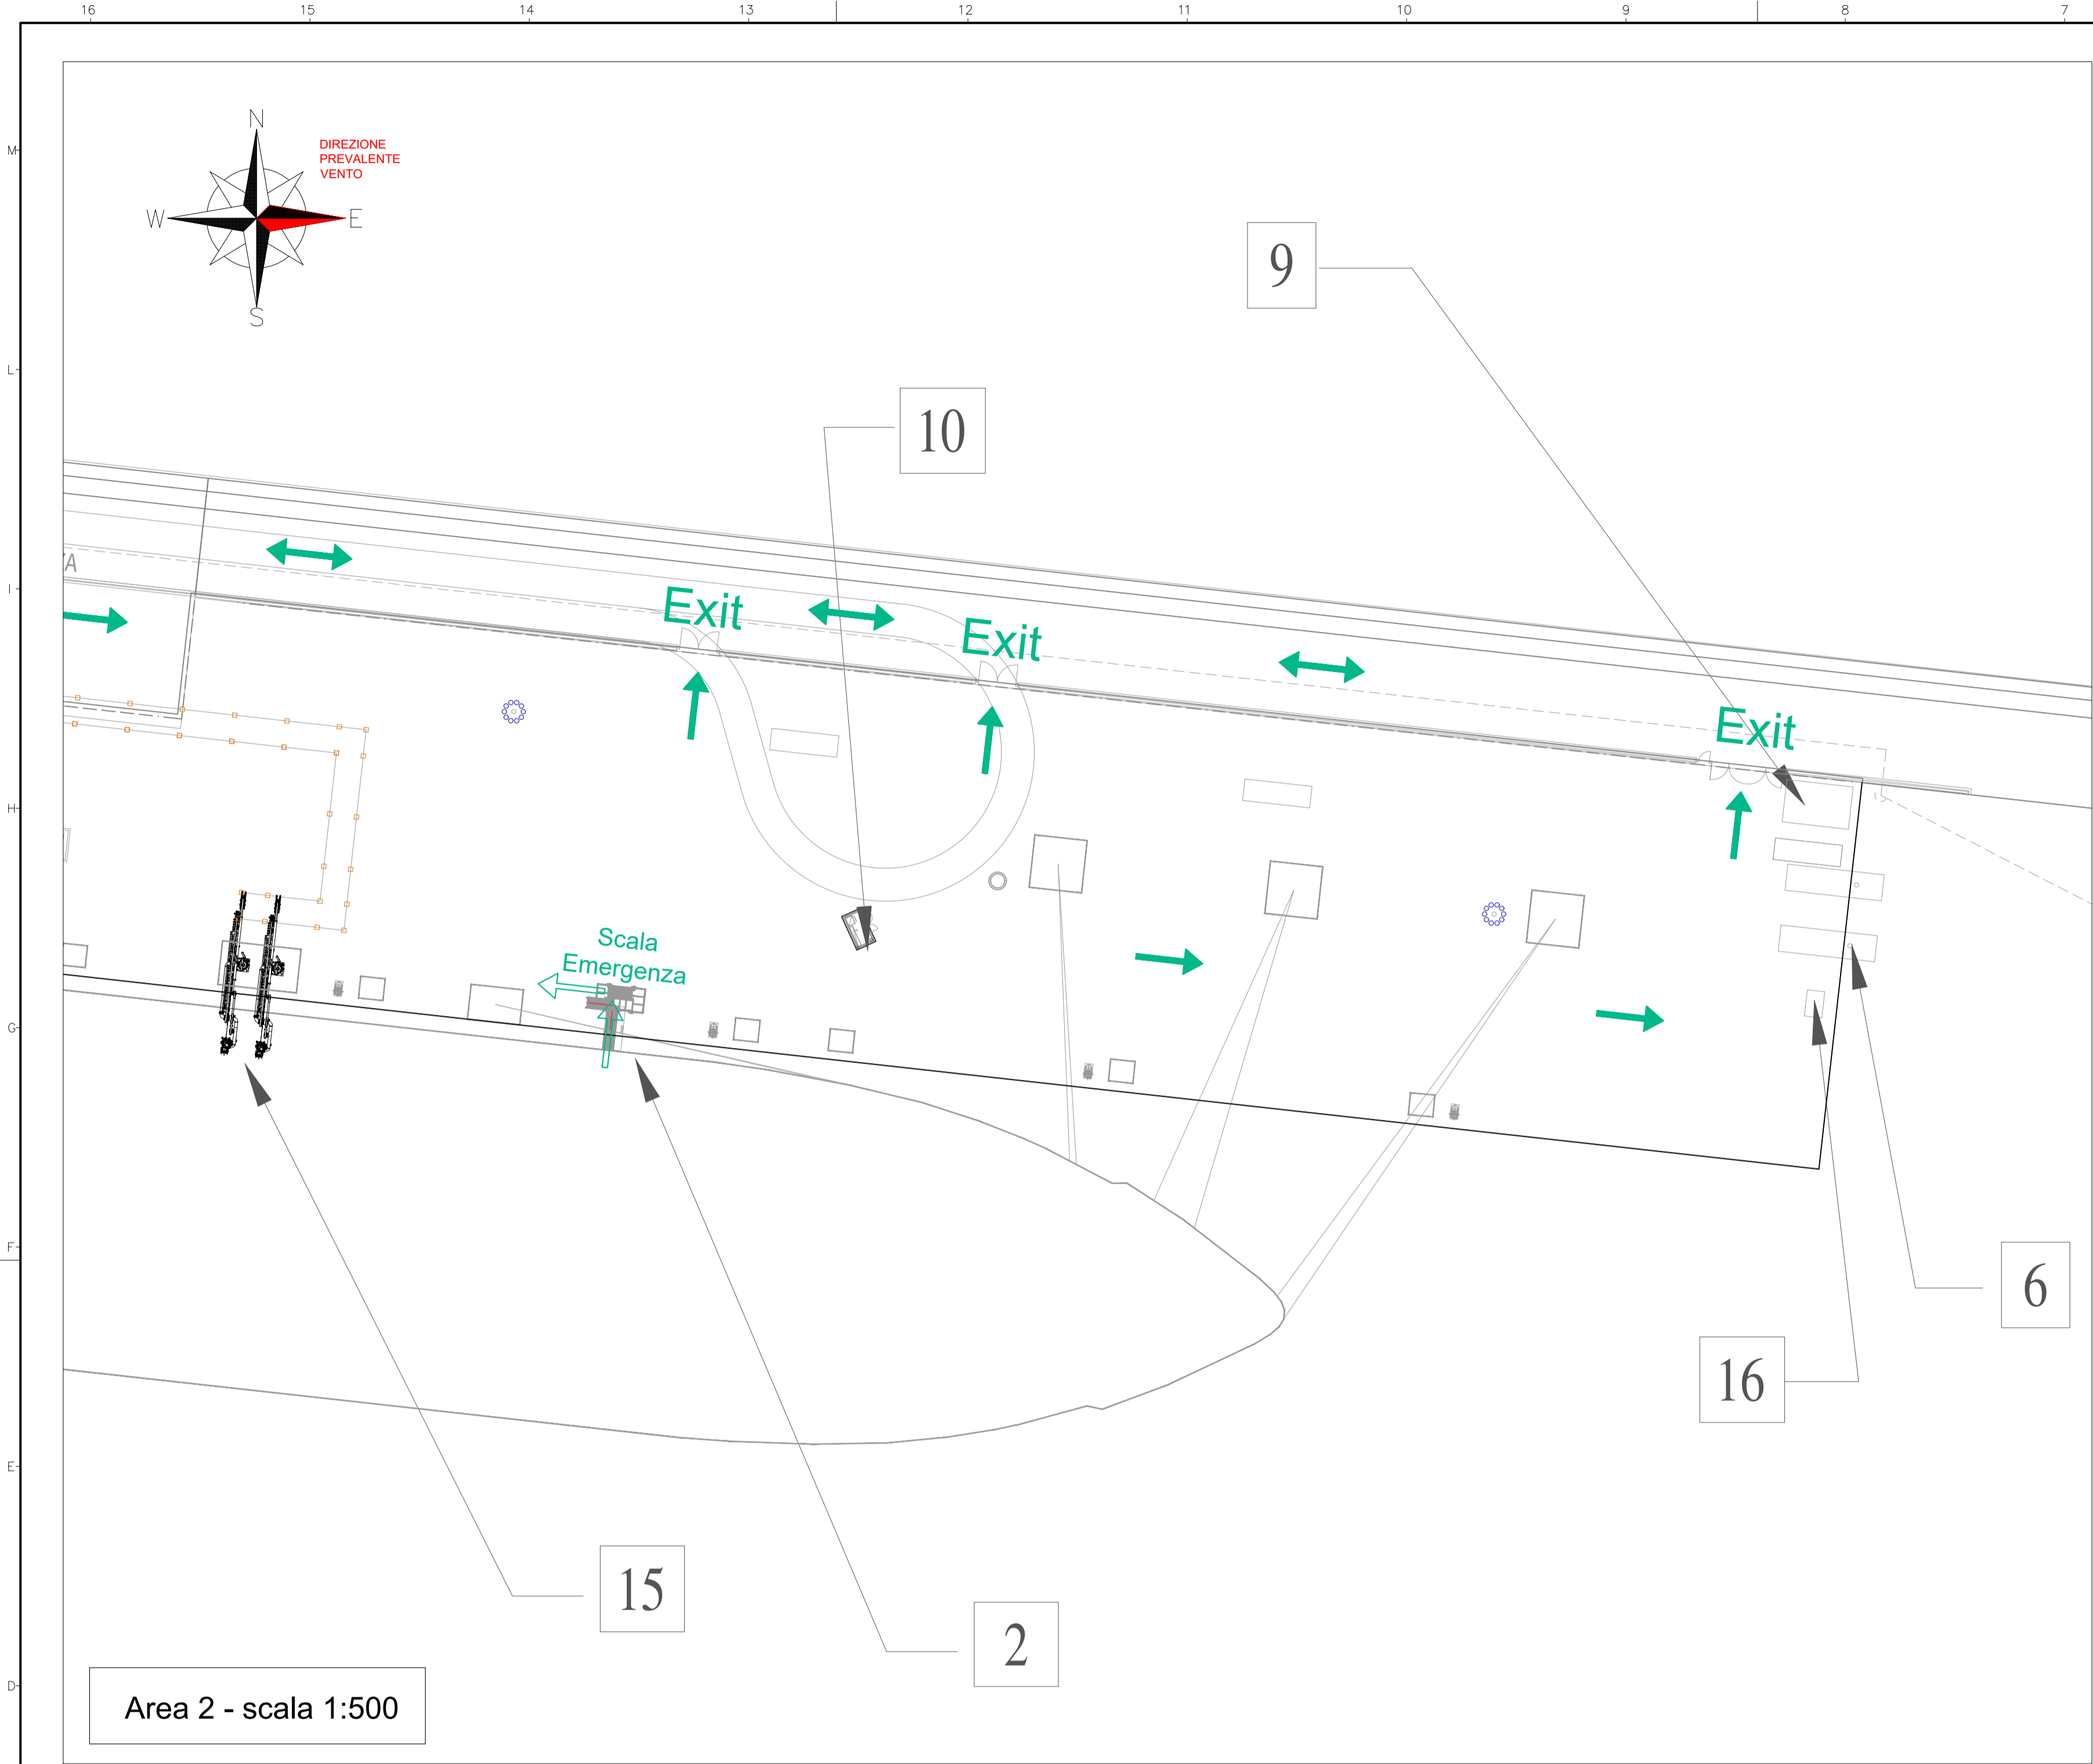 16 15 14 13 12 11 10 9 8 7
M
L
I
H
G
F
E
D
N
W E
S
DIREZIONE
PREVALENTE
VENTO
9
10
Exit
Exit
Exit
Scala
Emergenza
6
16
15
2
Area 2 - scala 1:500